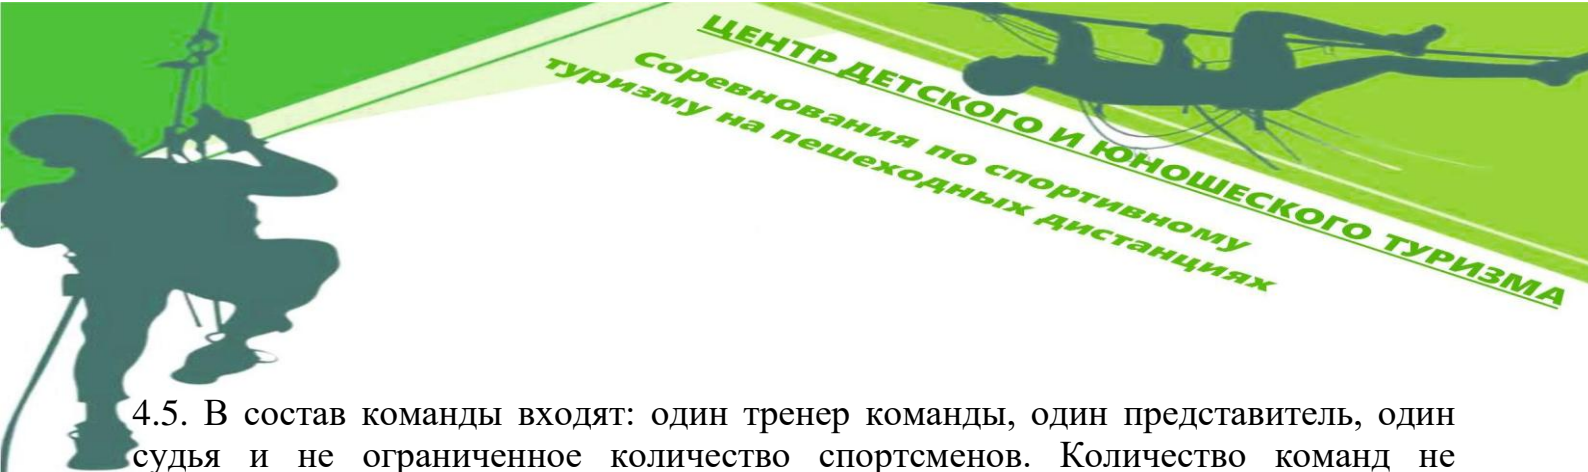 ЦЕНТР ДЕТСКОГО И ЮНОШЕСКОГО ТУРИЗМА
Соревнования по спортивному
туризму на пешеходных дистанциях
4.5. В состав команды входят: один тренер команды, один представитель, один
судья и не ограниченное количество спортсменов. Количество команд не